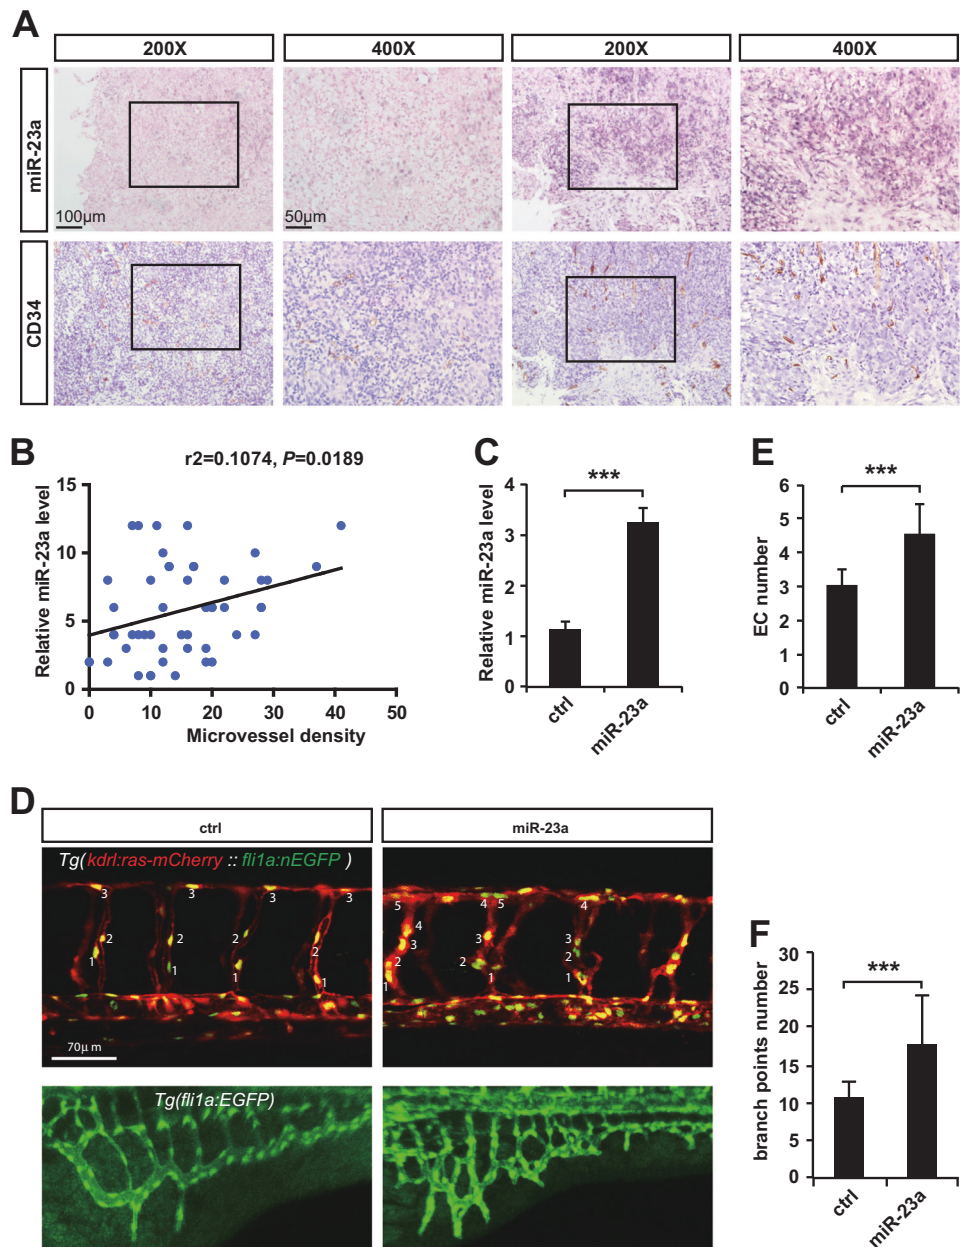 A
200X 400X 200X 400X
miR-23a
100µm
50µm
CD34
B
r2=0.1074, P=0.0189
Relative miR-23a level
15
10
5
0
0 10 20 30 40 50
Microvessel density
C
***
Relative miR-23a level
4
3
2
1
0
ctrl miR-23a
E
***
EC number
6
5
4
3
2
1
0
ctrl miR-23a
D
ctrl miR-23a
Tg(kdrl:ras-mCherry :: fli1a:nEGFP )
3 3 3 3
2 2 2 2
1 1 1 1
70µ m
5 4 5 4
4 3 3
3 2 2
2 1 1
1
Tg(fli1a:EGFP)
F
***
branch points number
30
25
20
15
10
5
0
ctrl miR-23a